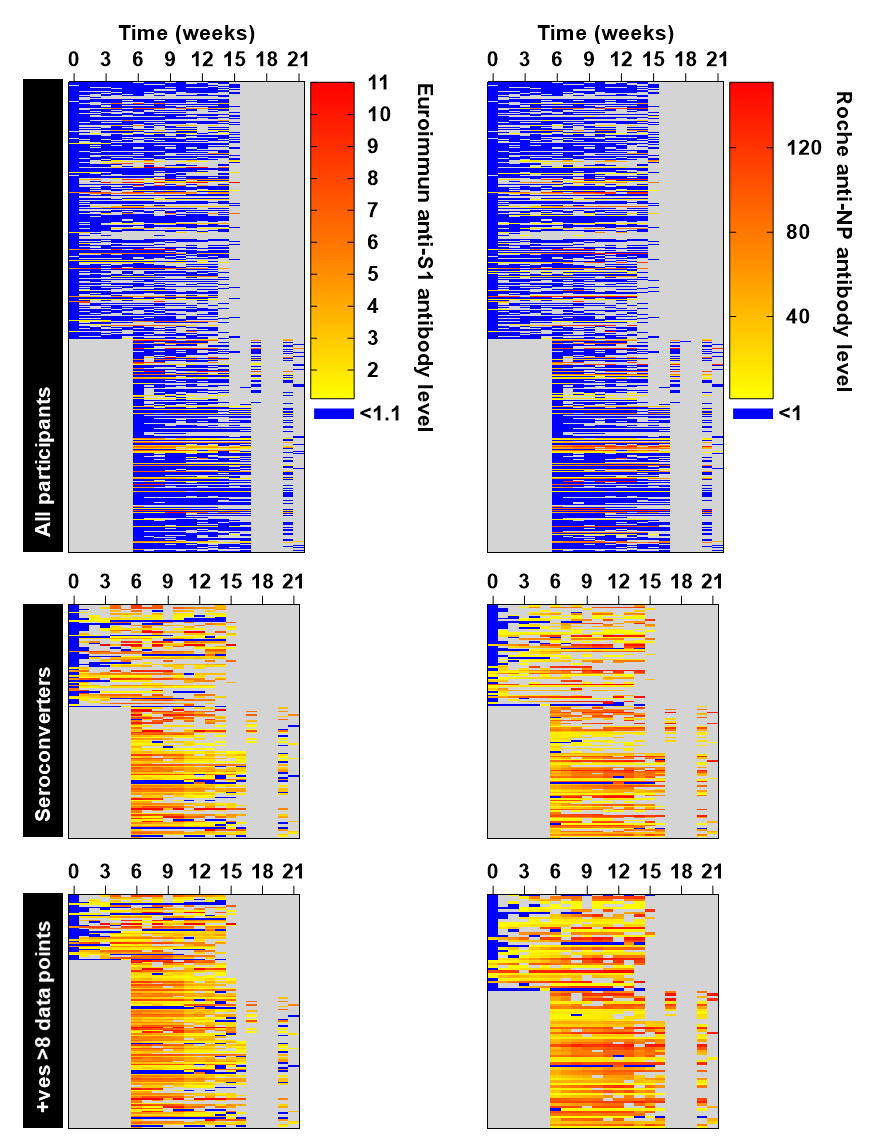 Time (weeks)
0 3 6 9 12 15 18 21
11
10
9
8
7
6
5
4
3
2
<1.1
Euroimmun anti-S1 antibody level
Time (weeks)
0 3 6 9 12 15 18 21
120
80
40
<1
Roche anti-NP antibody level
All participants
0 3 6 9 12 15 18 21
0 3 6 9 12 15 18 21
Seroconverters
0 3 6 9 12 15 18 21
0 3 6 9 12 15 18 21
+ves >8 data points